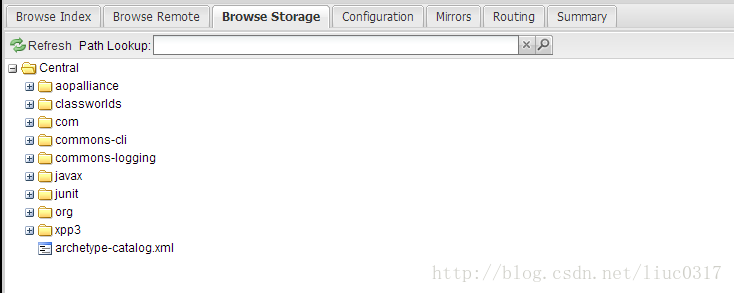 Browse Index Browse Remote Browse Storage Configuration Mirrors Routing Summary
Refresh Path Lookup:
Central
aopalliance
classworlds
com
commons-cli
commons-logging
javax
junit
org
xpp3
archetype-catalog.xml
http://blog.csdn.net/liuc0317